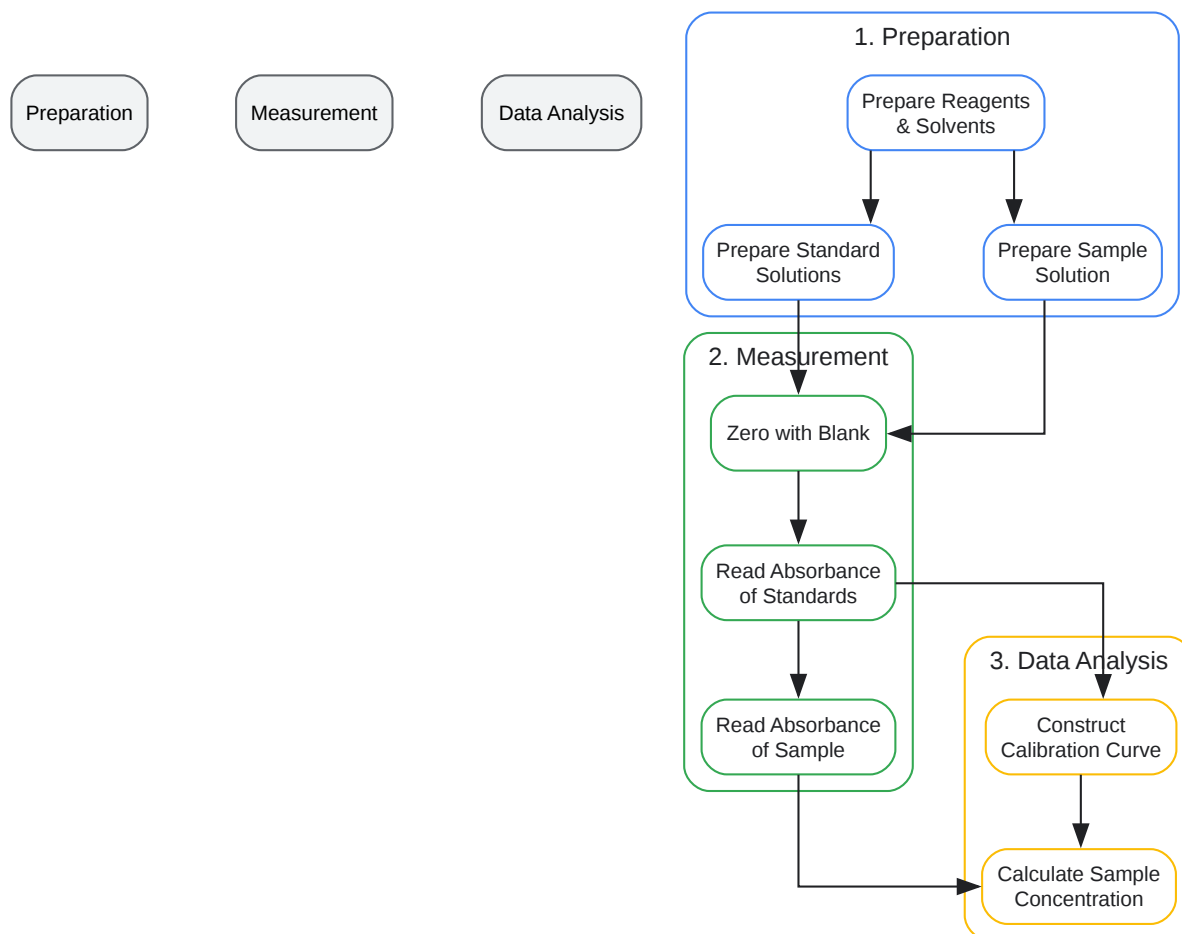 1. Preparation
Preparation
Measurement
Data Analysis
Prepare Reagents
& Solvents
Prepare Standard
Solutions
Prepare Sample
Solution
2. Measurement
Zero with Blank
Read Absorbance
of Standards
3. Data Analysis
Read Absorbance
of Sample
Construct
Calibration Curve
Calculate Sample
Concentration